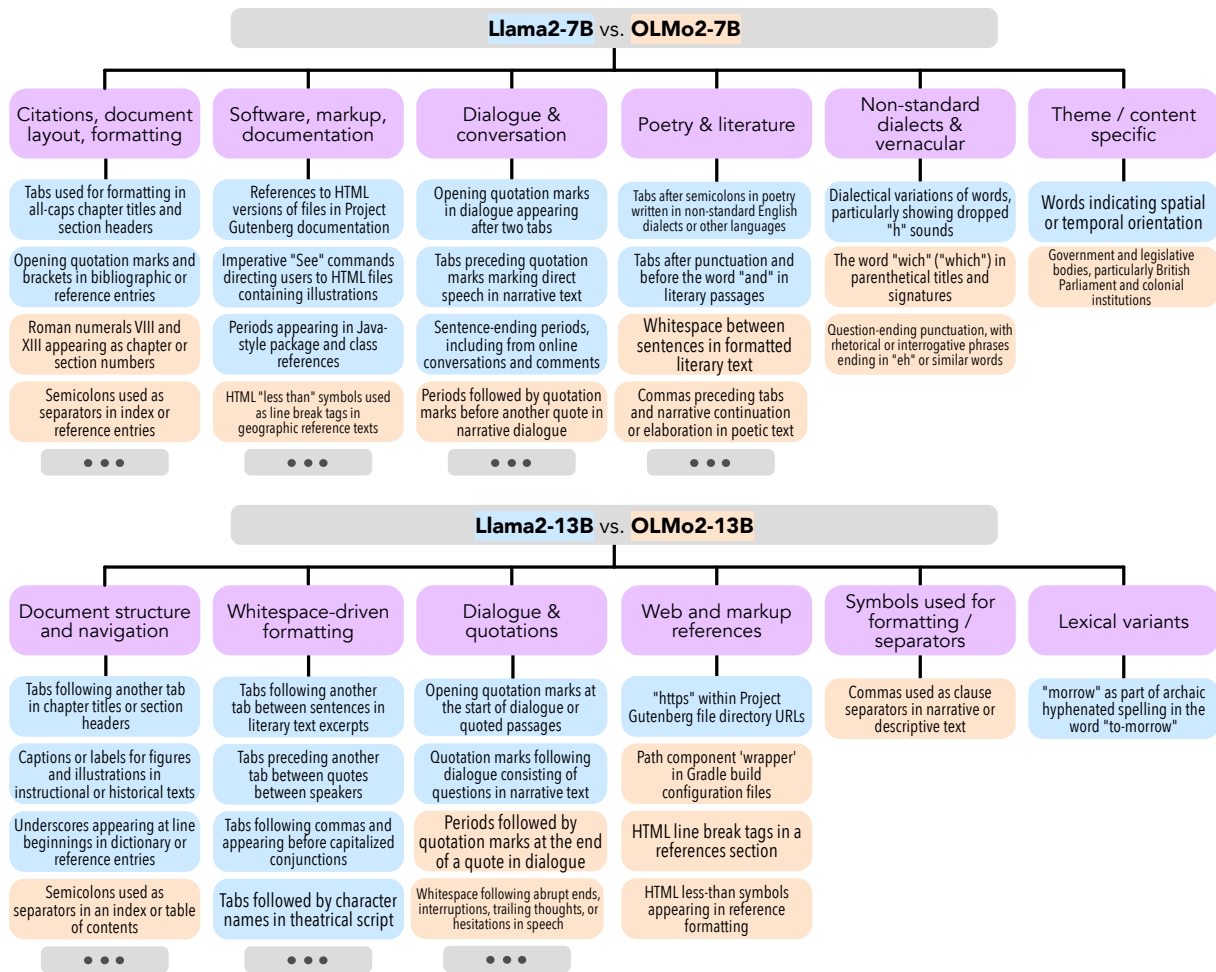 Llama2-7B vs. OLMo2-7B
Citations, document
layout, formatting
Tabs used for formatting in
all-caps chapter titles and
section headers
Opening quotation marks and
brackets in bibliographic or
reference entries
Roman numerals VIII and
XIII appearing as chapter or
section numbers
Semicolons used as
separators in index or
reference entries
Software, markup,
documentation
References to HTML
versions of files in Project
Gutenberg documentation
Imperative "See" commands
directing users to HTML files
containing illustrations
Periods appearing in Java-
style package and class
references
HTML "less than" symbols used
as line break tags in
geographic reference texts
Dialogue &
conversation
Opening quotation marks
in dialogue appearing
after two tabs
Tabs preceding quotation
marks marking direct
speech in narrative text
Sentence-ending periods,
including from online
conversations and comments
Periods followed by quotation
marks before another quote in
narrative dialogue
Poetry & literature
Tabs after semicolons in poetry
written in non-standard English
dialects or other languages
Tabs after punctuation and
before the word "and" in
literary passages
Whitespace between
sentences in formatted
literary text
Commas preceding tabs
and narrative continuation
or elaboration in poetic text
Non-standard
dialects &
vernacular
Dialectical variations of words,
particularly showing dropped
"h" sounds
The word "wich" ("which") in
parenthetical titles and
signatures
Question-ending punctuation, with
rhetorical or interrogative phrases
ending in "eh" or similar words
Theme / content
specific
Words indicating spatial
or temporal orientation
Government and legislative
bodies, particularly British
Parliament and colonial
institutions
Llama2-13B vs. OLMo2-13B
Document structure
and navigation
Tabs following another tab
in chapter titles or section
headers
Captions or labels for figures
and illustrations in
instructional or historical texts
Underscores appearing at line
beginnings in dictionary or
reference entries
Semicolons used as
separators in an index or table
of contents
Whitespace-driven
formatting
Tabs following another
tab between sentences in
literary text excerpts
Tabs preceding another
tab between quotes
between speakers
Tabs following commas and
appearing before capitalized
conjunctions
Tabs followed by character
names in theatrical script
Dialogue &
quotations
Opening quotation marks at
the start of dialogue or
quoted passages
Quotation marks following
dialogue consisting of
questions in narrative text
Periods followed by
quotation marks at the end
of a quote in dialogue
Whitespace following abrupt ends,
interruptions, trailing thoughts, or
hesitations in speech
Web and markup
references
"https" within Project
Gutenberg file directory URLs
Path component 'wrapper'
in Gradle build
configuration files
HTML line break tags in a
references section
HTML less-than symbols
appearing in reference
formatting
Symbols used for
formatting /
separators
Commas used as clause
separators in narrative or
descriptive text
Lexical variants
"morrow" as part of archaic
hyphenated spelling in the
word "to-morrow"